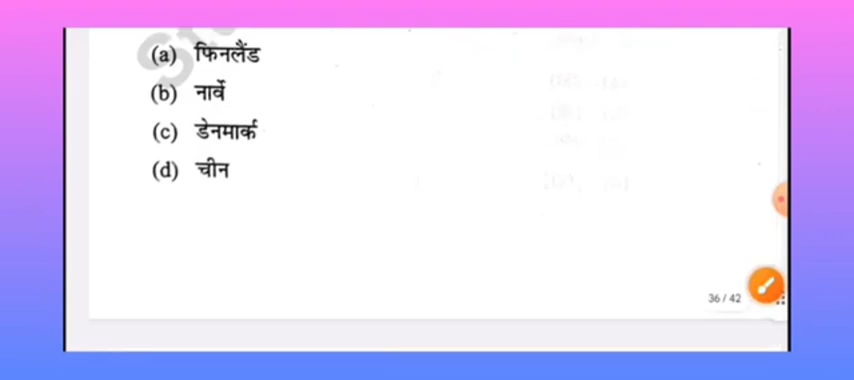 (a) फिनलैंड
(b) नार्वे
(c) डेनमार्क
(d) चीन
36 / 42